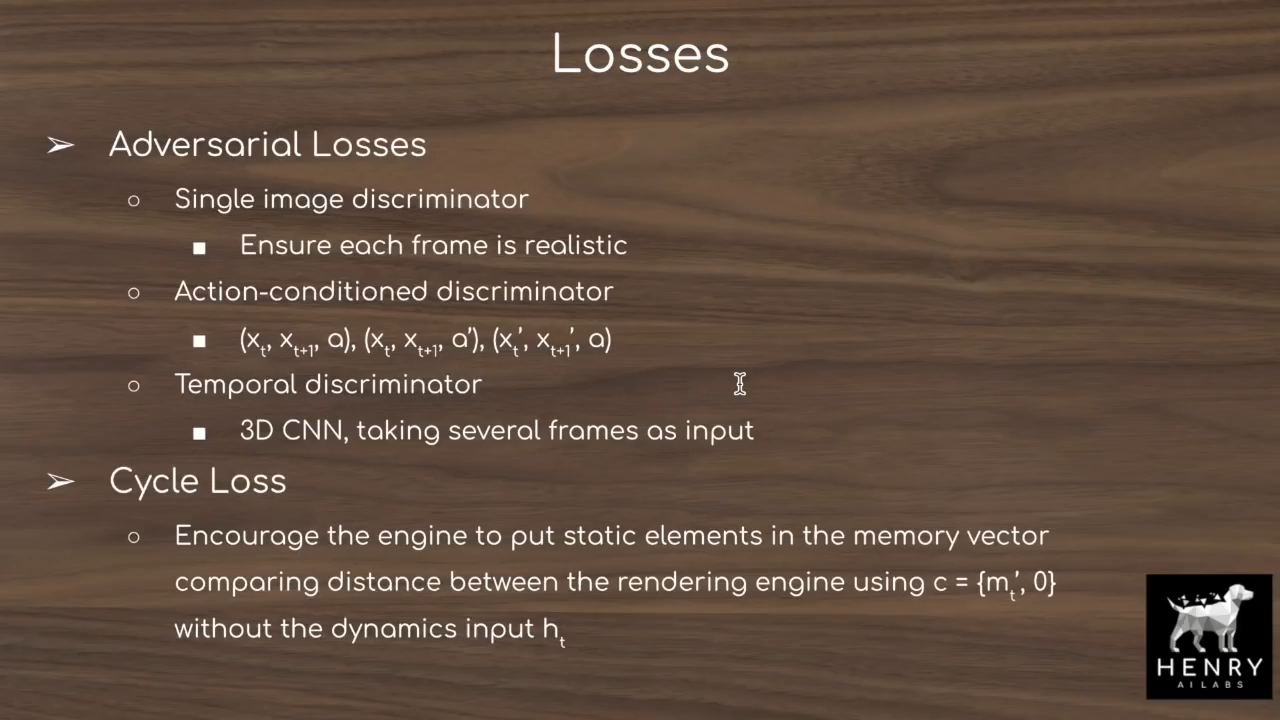 Losses
➢ Adversarial Losses
○ Single image discriminator
■ Ensure each frame is realistic
○ Action-conditioned discriminator
■ (xₜ, xₜ₊₁, a), (xₜ, xₜ₊₁, a’), (xₜ’, xₜ₊₁’, a)
○ Temporal discriminator
■ 3D CNN, taking several frames as input
➢ Cycle Loss
○ Encourage the engine to put static elements in the memory vector
comparing distance between the rendering engine using c = {mₜ’, 0}
without the dynamics input hₜ
HENRY
AI LABS